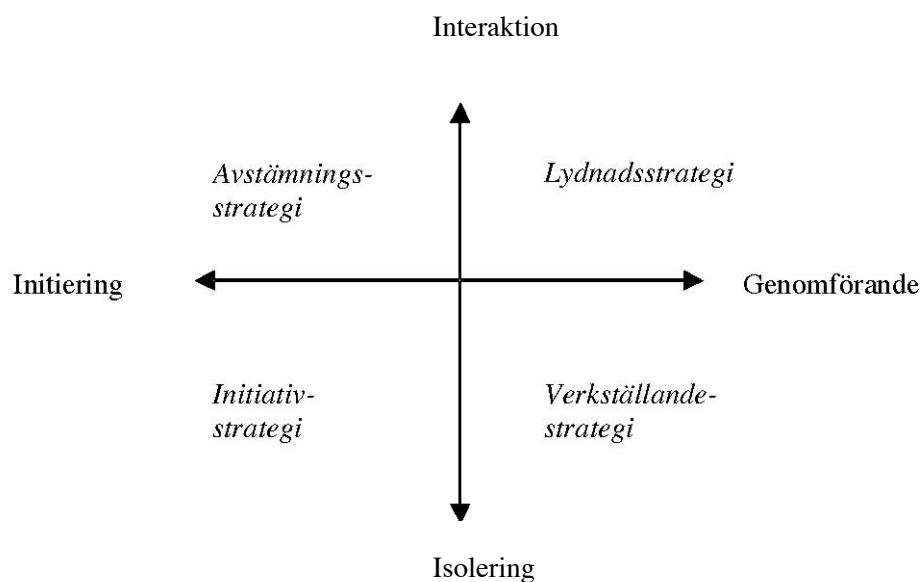 Interaktion
Avstämnings-
strategi
Lydnadsstrategi
Initiering
Genomförande
Initiativ-
strategi
Verkställande-
strategi
Isolering